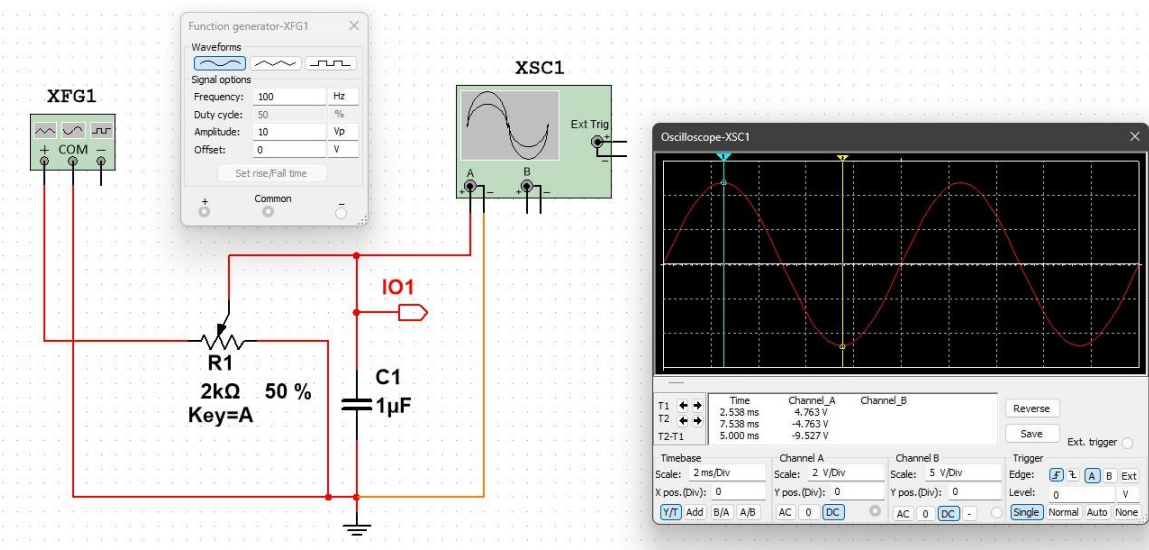 XFG1
COM
Function generator-XFG1
Waveforms
Signal options
Frequency: 100 Hz
Duty cycle: 50 %
Amplitude: 10 Vp
Offset: 0 V
Set rise/Fall time
+ Common −
XSC1
Ext Trig
A B
IO1
R1
2kΩ 50 %
Key=A
C1
1µF
Oscilloscope-XSC1
1 2
Time Channel_A Channel_B
T1 2.538 ms 4.763 V
T2 7.538 ms -4.763 V
T2-T1 5.000 ms -9.527 V
Reverse
Save
Ext. trigger
Timebase
Scale: 2 ms/Div
X pos.(Div): 0
Y/T Add B/A A/B
Channel A
Scale: 2 V/Div
Y pos.(Div): 0
AC 0 DC
Channel B
Scale: 5 V/Div
Y pos.(Div): 0
AC 0 DC -
Trigger
Edge: A B Ext
Level: 0 V
Single Normal Auto None